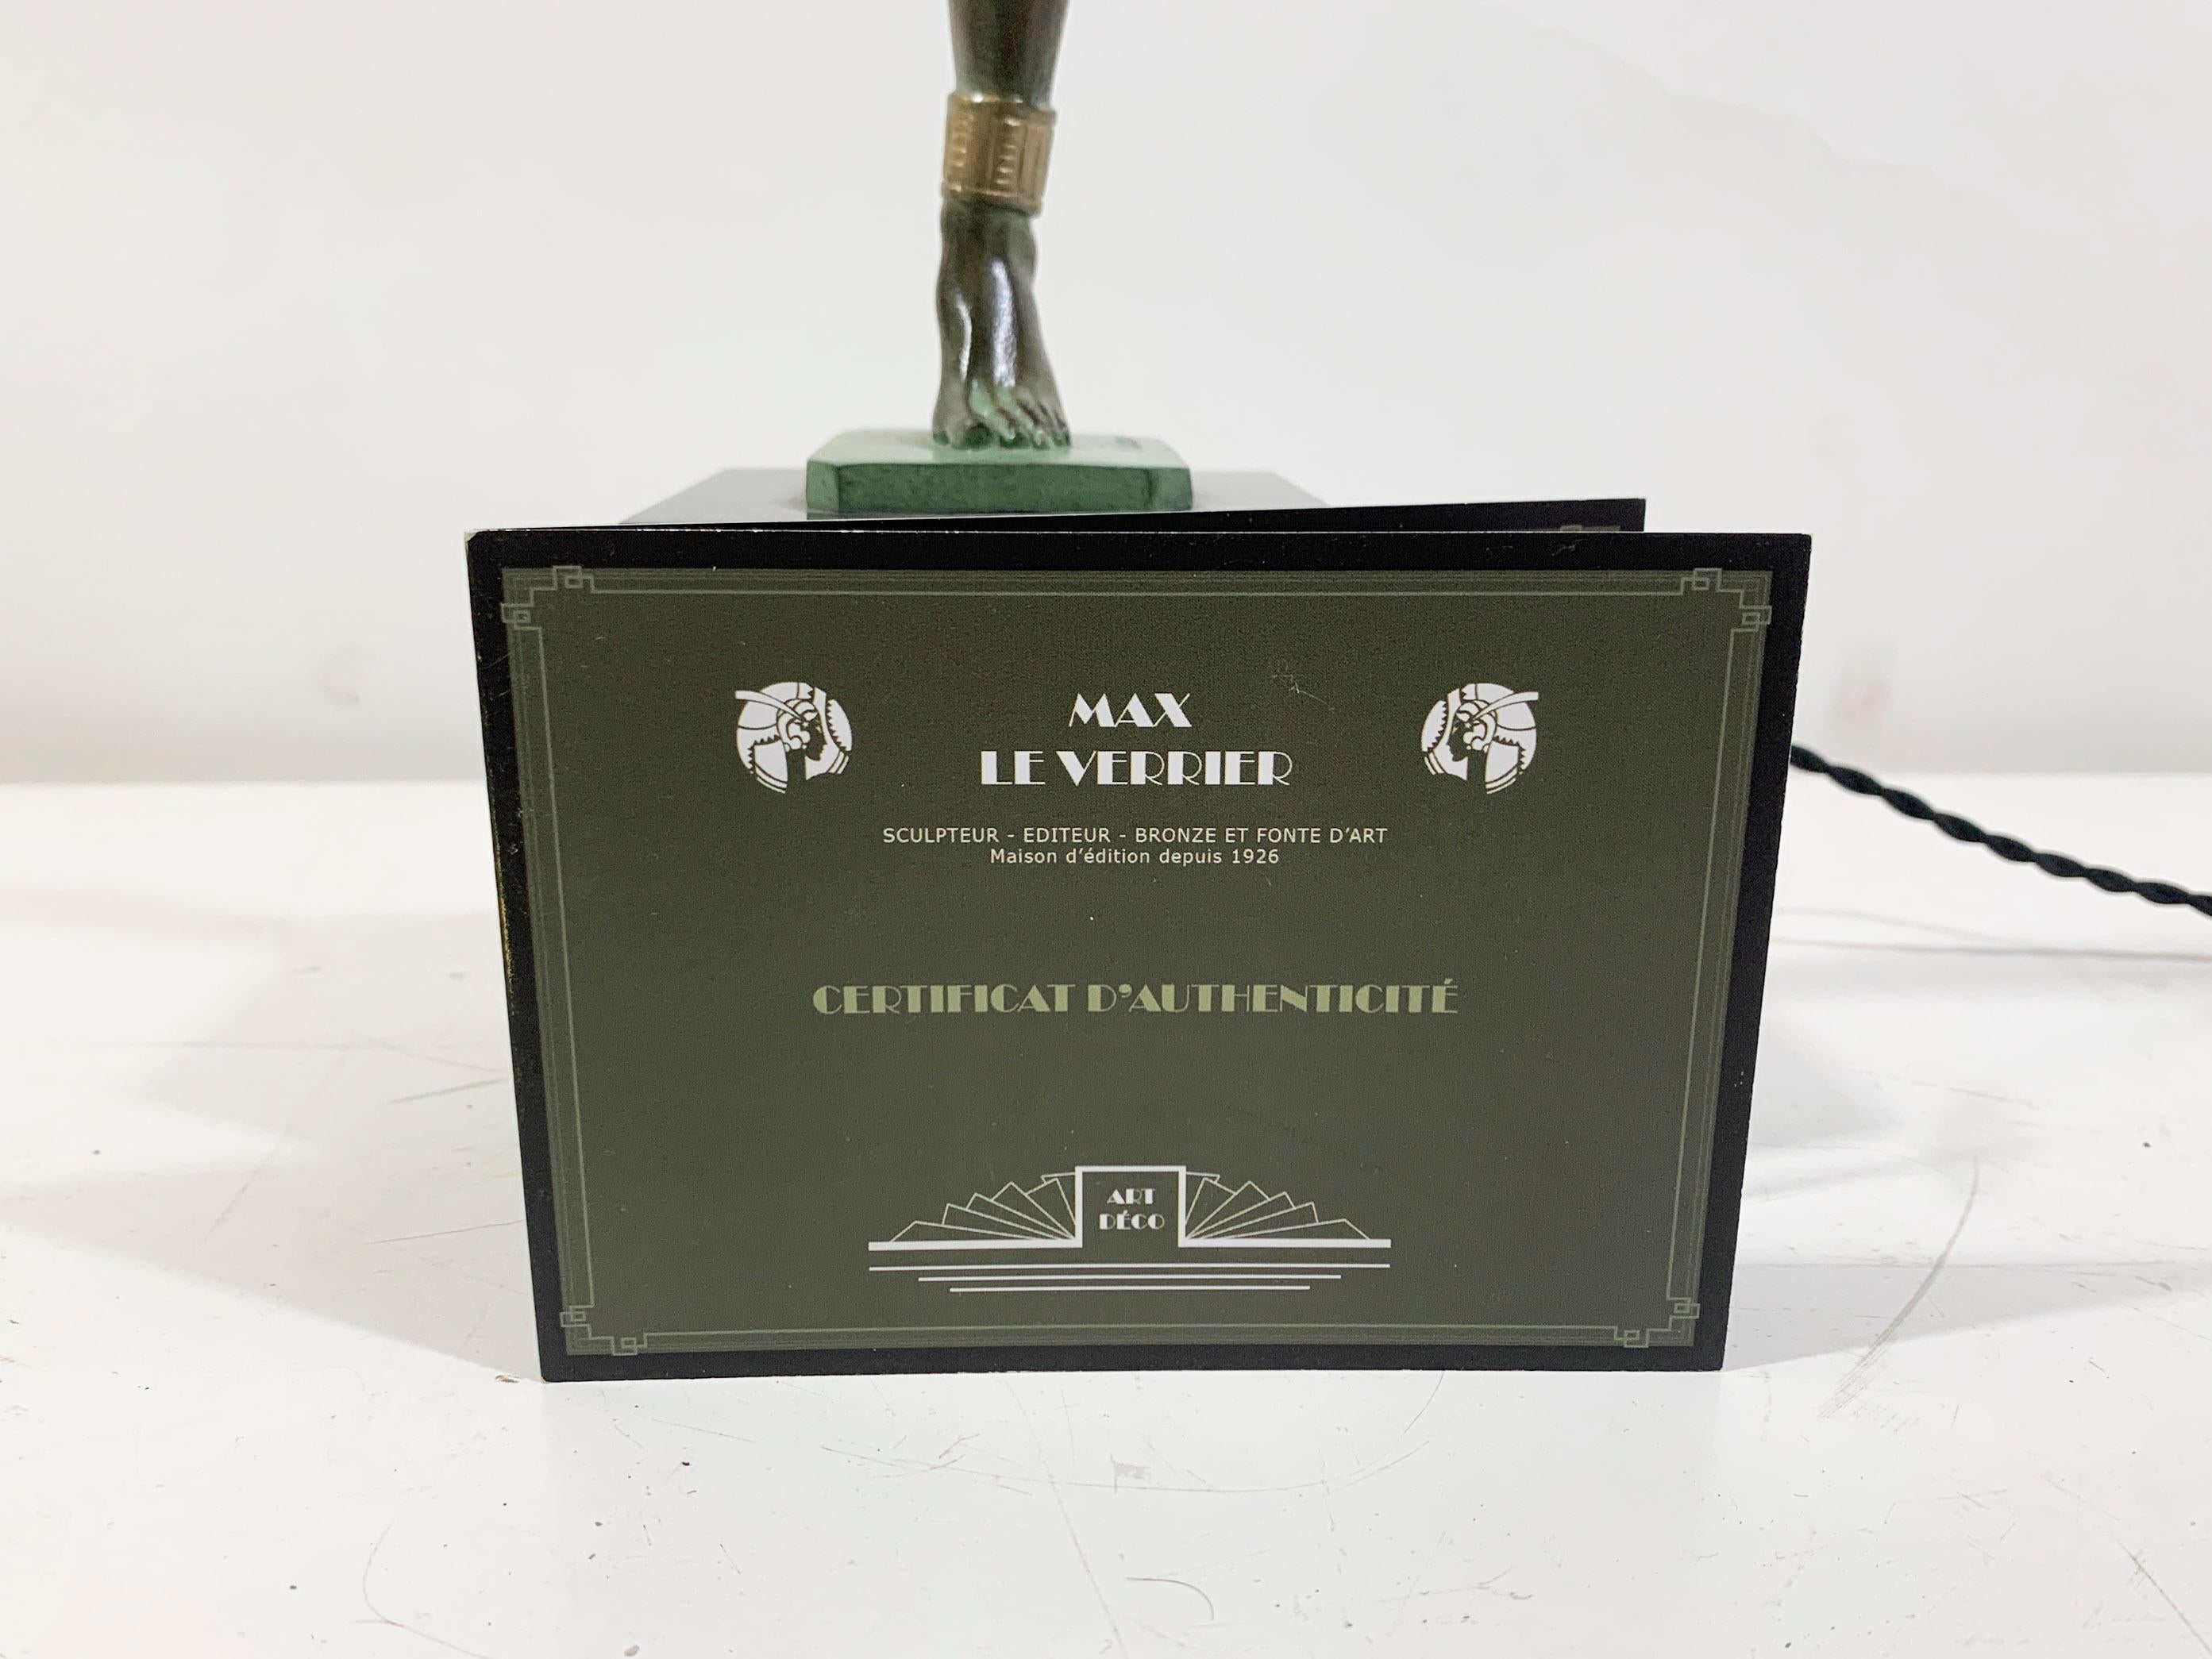 MAX
LE VERRIER
SCULPTEUR - EDITEUR - BRONZE ET FONTE D'ART
Maison d'édition depuis 1926
CERTIFICAT D'AUTHENTICITÉ
ART
DÉCO